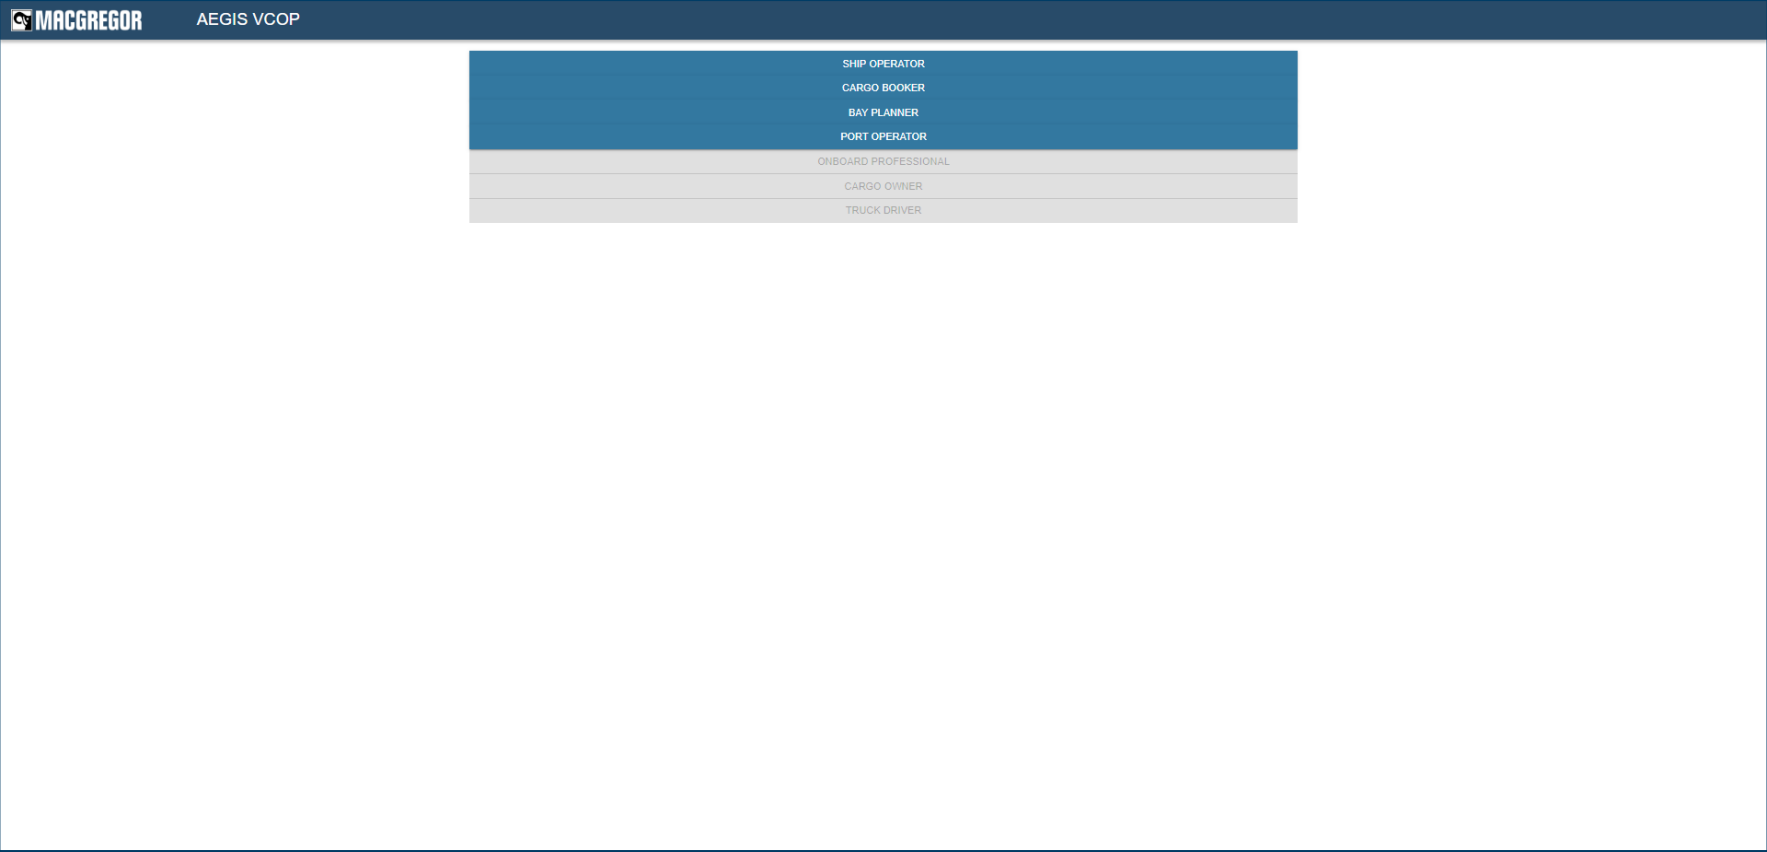 MACGREGOR AEGIS VCOP
SHIP OPERATOR
CARGO BOOKER
BAY PLANNER
PORT OPERATOR
ONBOARD PROFESSIONAL
CARGO OWNER
TRUCK DRIVER